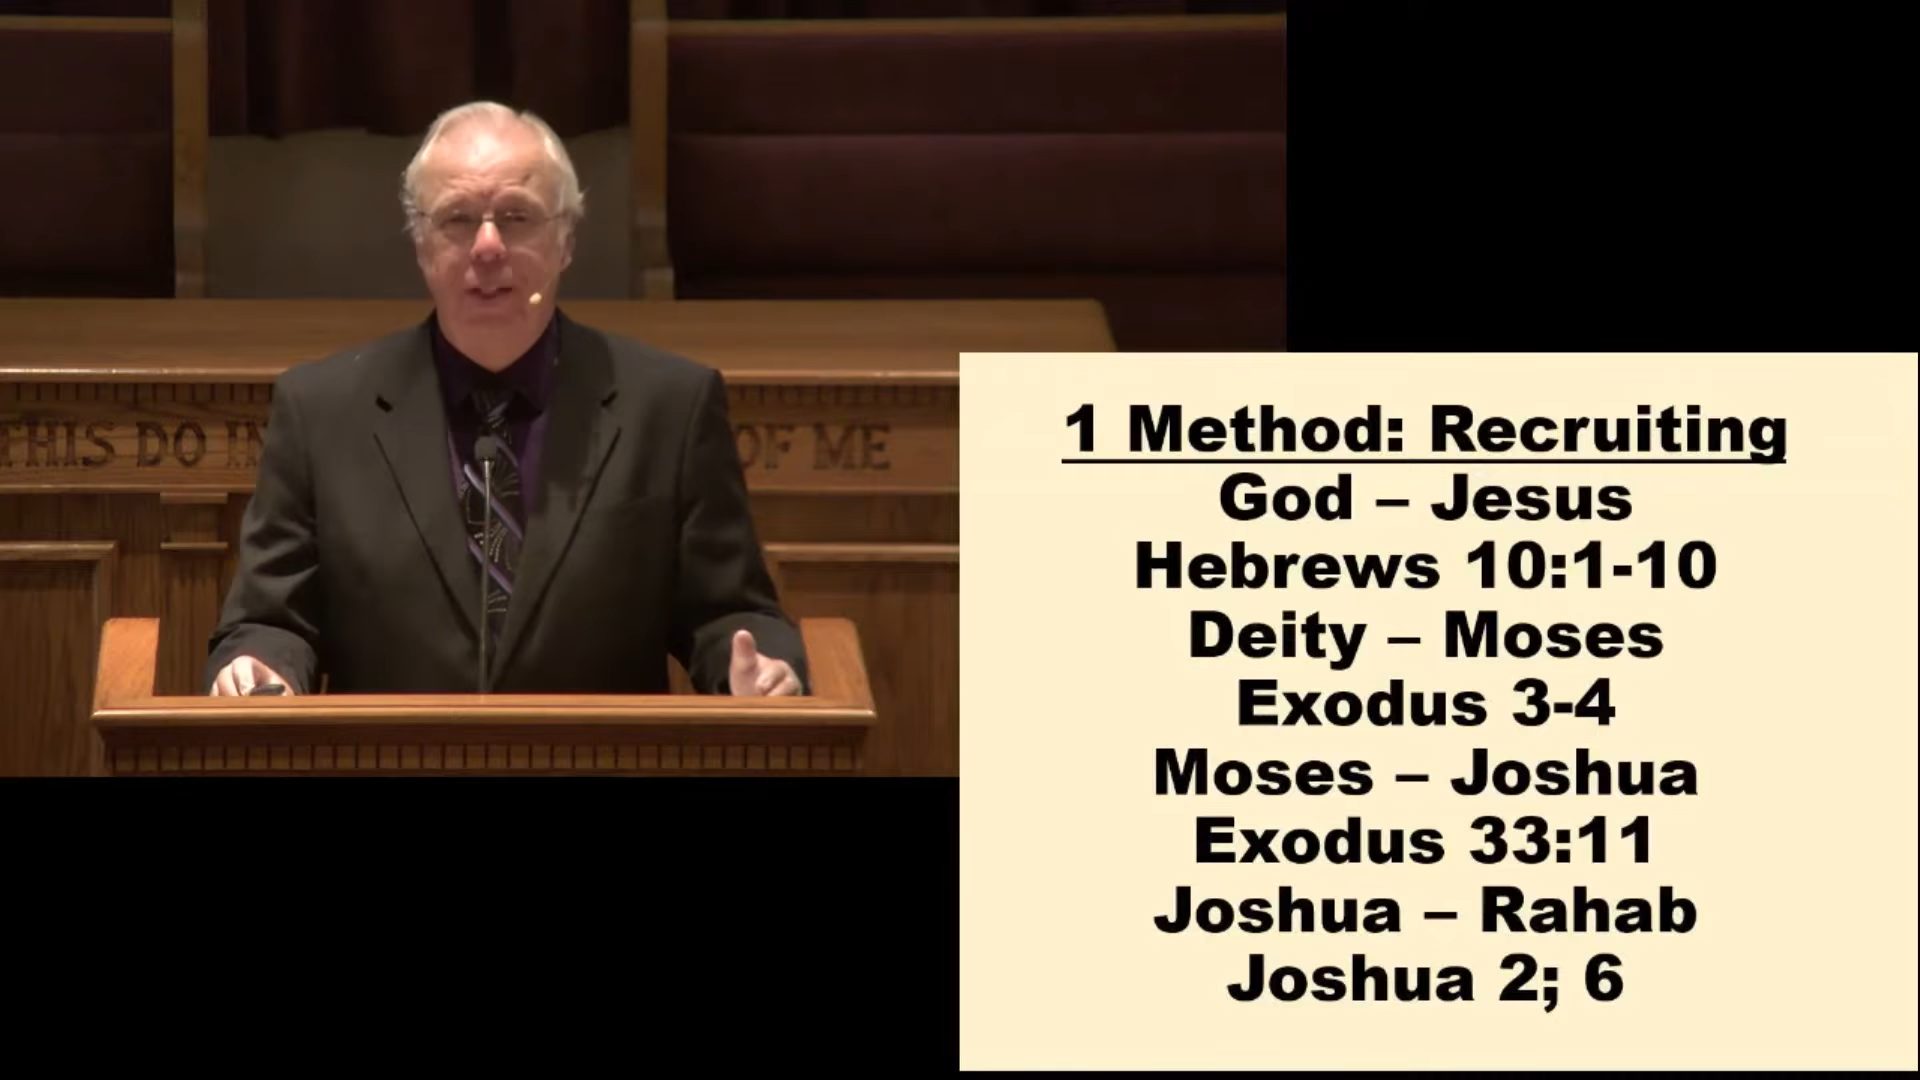 THIS DO IN OF ME
1 Method: Recruiting
God – Jesus
Hebrews 10:1-10
Deity – Moses
Exodus 3-4
Moses – Joshua
Exodus 33:11
Joshua – Rahab
Joshua 2; 6